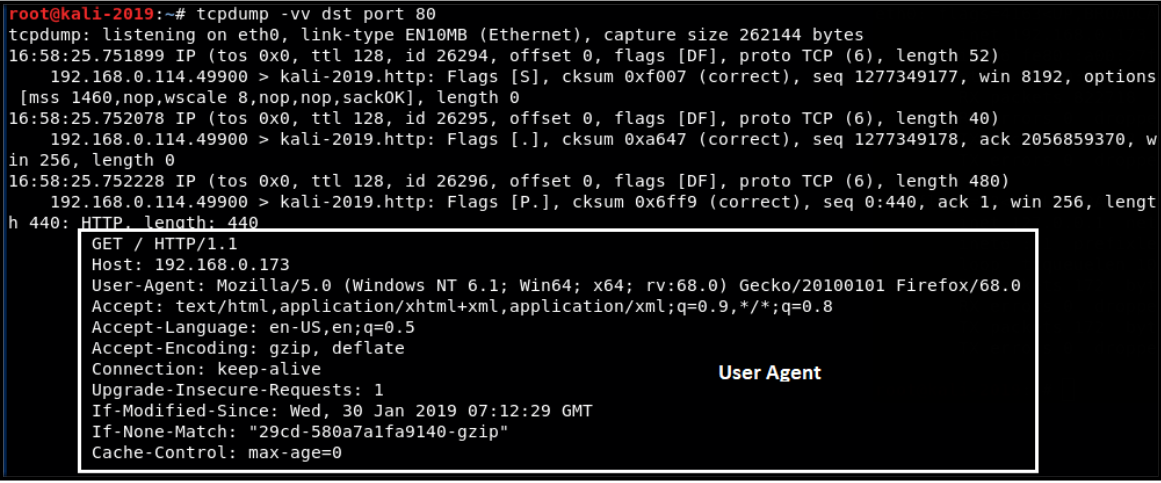 root@kali-2019:~# tcpdump -vv dst port 80
tcpdump: listening on eth0, link-type EN10MB (Ethernet), capture size 262144 bytes
16:58:25.751899 IP (tos 0x0, ttl 128, id 26294, offset 0, flags [DF], proto TCP (6), length 52)
    192.168.0.114.49900 > kali-2019.http: Flags [S], cksum 0xf007 (correct), seq 1277349177, win 8192, options
 [mss 1460,nop,wscale 8,nop,nop,sackOK], length 0
16:58:25.752078 IP (tos 0x0, ttl 128, id 26295, offset 0, flags [DF], proto TCP (6), length 40)
    192.168.0.114.49900 > kali-2019.http: Flags [.], cksum 0xa647 (correct), seq 1277349178, ack 2056859370, w
in 256, length 0
16:58:25.752228 IP (tos 0x0, ttl 128, id 26296, offset 0, flags [DF], proto TCP (6), length 480)
    192.168.0.114.49900 > kali-2019.http: Flags [P.], cksum 0x6ff9 (correct), seq 0:440, ack 1, win 256, lengt
h 440: HTTP, length: 440
GET / HTTP/1.1
Host: 192.168.0.173
User-Agent: Mozilla/5.0 (Windows NT 6.1; Win64; x64; rv:68.0) Gecko/20100101 Firefox/68.0
Accept: text/html,application/xhtml+xml,application/xml;q=0.9,*/*;q=0.8
Accept-Language: en-US,en;q=0.5
Accept-Encoding: gzip, deflate
Connection: keep-alive
User Agent
Upgrade-Insecure-Requests: 1
If-Modified-Since: Wed, 30 Jan 2019 07:12:29 GMT
If-None-Match: "29cd-580a7a1fa9140-gzip"
Cache-Control: max-age=0